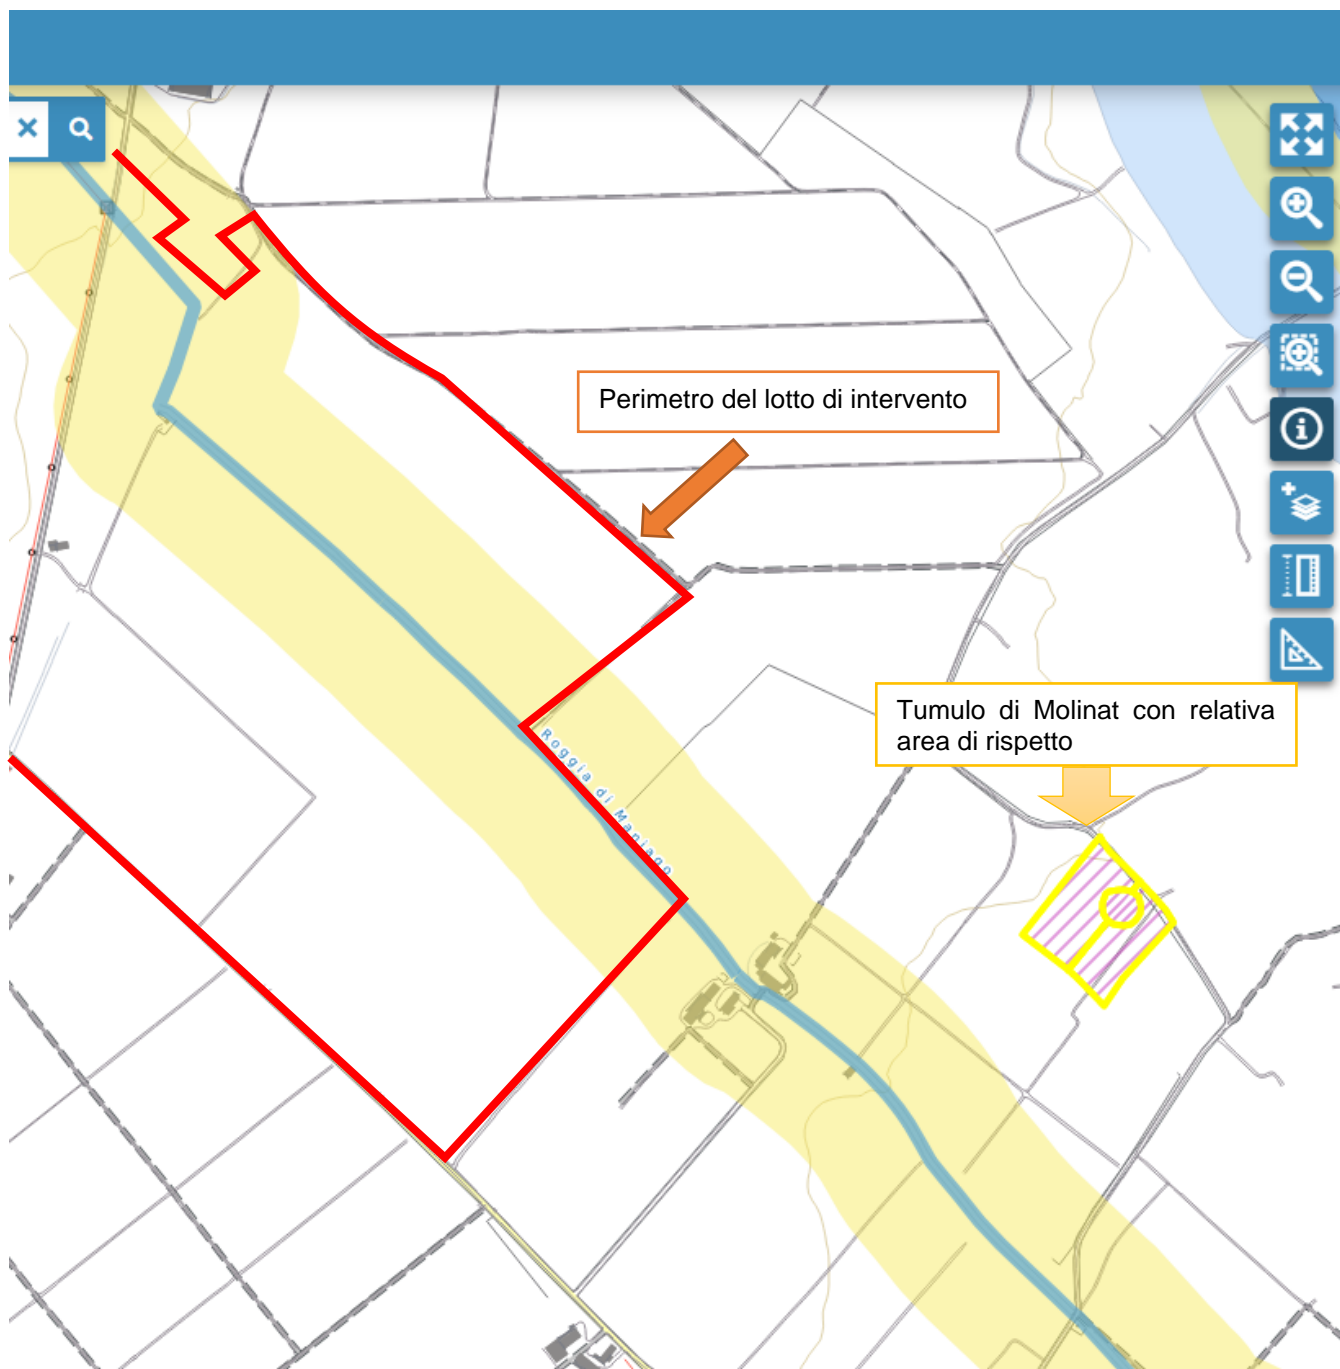 Perimetro del lotto di intervento
Tumulo di Molinat con relativa
area di rispetto
Roggia di Maniago